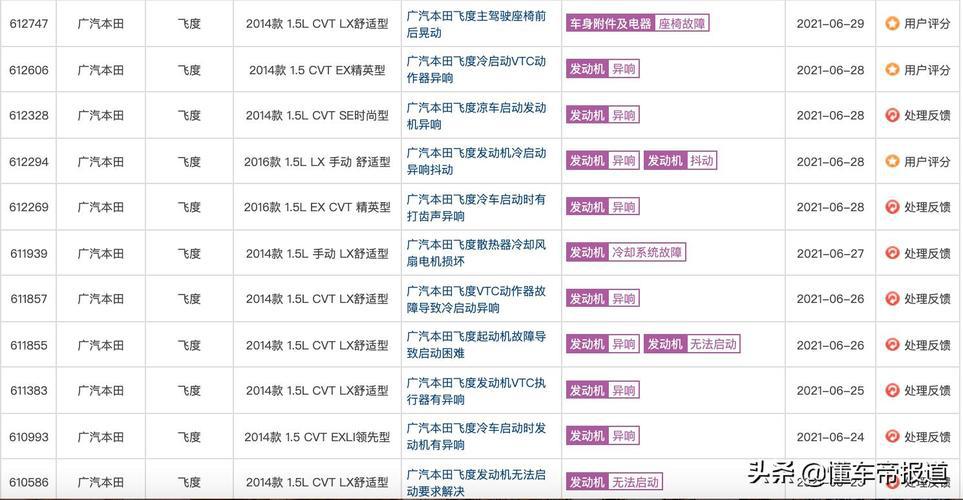 612747 广汽本田 飞度 2014款 1.5L CVT LX舒适型 广汽本田飞度主驾驶座椅前后晃动 车身附件及电器 座椅故障 2021-06-29 用户评分
612606 广汽本田 飞度 2014款 1.5 CVT EX精英型 广汽本田飞度冷启动VTC动作器异响 发动机 异响 2021-06-28 用户评分
612328 广汽本田 飞度 2014款 1.5L CVT SE时尚型 广汽本田飞度凉车启动发动机异响 发动机 异响 2021-06-28 处理反馈
612294 广汽本田 飞度 2016款 1.5L LX 手动 舒适型 广汽本田飞度发动机冷启动异响抖动 发动机 异响 发动机 抖动 2021-06-28 用户评分
612269 广汽本田 飞度 2016款 1.5L EX CVT 精英型 广汽本田飞度冷车启动时有打齿声异响 发动机 异响 2021-06-28 处理反馈
611939 广汽本田 飞度 2014款 1.5L 手动 LX舒适型 广汽本田飞度散热器冷却风扇电机损坏 发动机 冷却系统故障 2021-06-27 处理反馈
611857 广汽本田 飞度 2014款 1.5L CVT LX舒适型 广汽本田飞度VTC动作器故障导致冷启动异响 发动机 异响 2021-06-26 处理反馈
611855 广汽本田 飞度 2014款 1.5L CVT LX舒适型 广汽本田飞度起动机故障导致启动困难 发动机 异响 发动机 无法启动 2021-06-26 处理反馈
611383 广汽本田 飞度 2014款 1.5L CVT LX舒适型 广汽本田飞度发动机VTC执行器有异响 发动机 异响 2021-06-25 处理反馈
610993 广汽本田 飞度 2014款 1.5 CVT EXLI领先型 广汽本田飞度冷车启动时发动机有异响 发动机 异响 2021-06-24 处理反馈
610586 广汽本田 飞度 2014款 1.5L CVT LX舒适型 广汽本田飞度发动机无法启动要求解决 发动机 无法启动 处理反馈
头条 @懂车帝报道